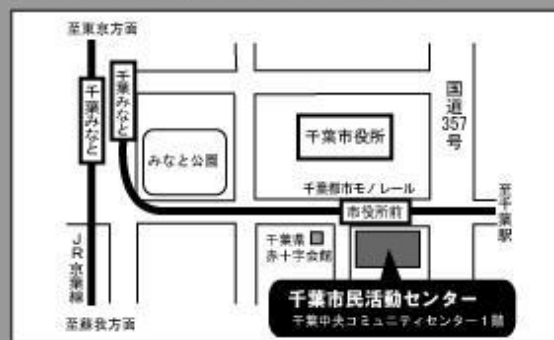 至東京方面
千葉みなと
千葉みなと
みなと公園
千葉市役所
国道357号
千葉都市モノレール
市役所前
至千葉駅
JR京葉線
千葉県
赤十字会館
千葉市民活動センター
千葉中央コミュニティセンター1階
至蘇我方面